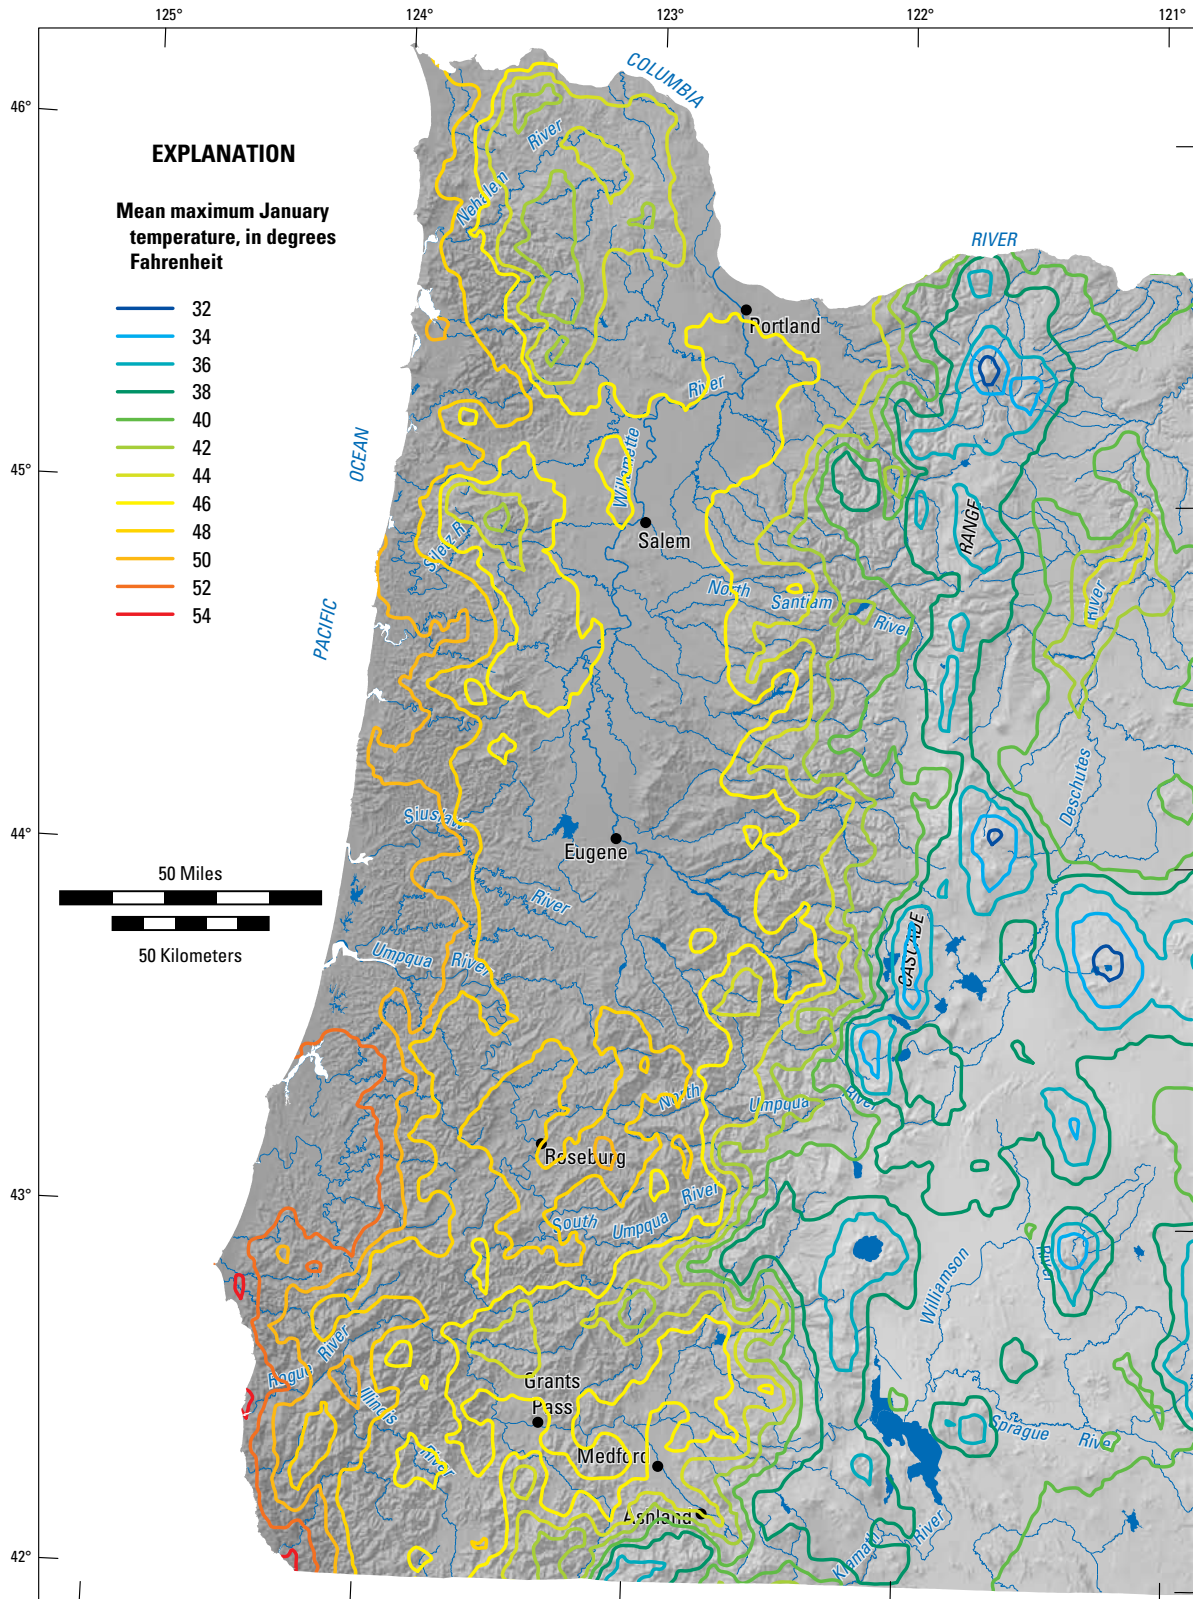 125°
124°
123°
122°
121°
46°
45°
44°
43°
42°
EXPLANATION
Mean maximum January
temperature, in degrees
Fahrenheit
32
34
36
38
40
42
44
46
48
50
52
54
50 Miles
50 Kilometers
COLUMBIA
RIVER
PACIFIC
OCEAN
Nehalem
River
Portland
River
Willamette
Salem
Siletz R
North
Santiam
River
RANGE
River
Deschutes
Siuslaw
River
Eugene
CASCADE
Umpqua River
North
Umpqua
River
Roseburg
South
Umpqua
River
Williamson
River
Rogue River
Illinois
River
Grants
Pass
Medford
Ashland
Sprague River
Klamath
River